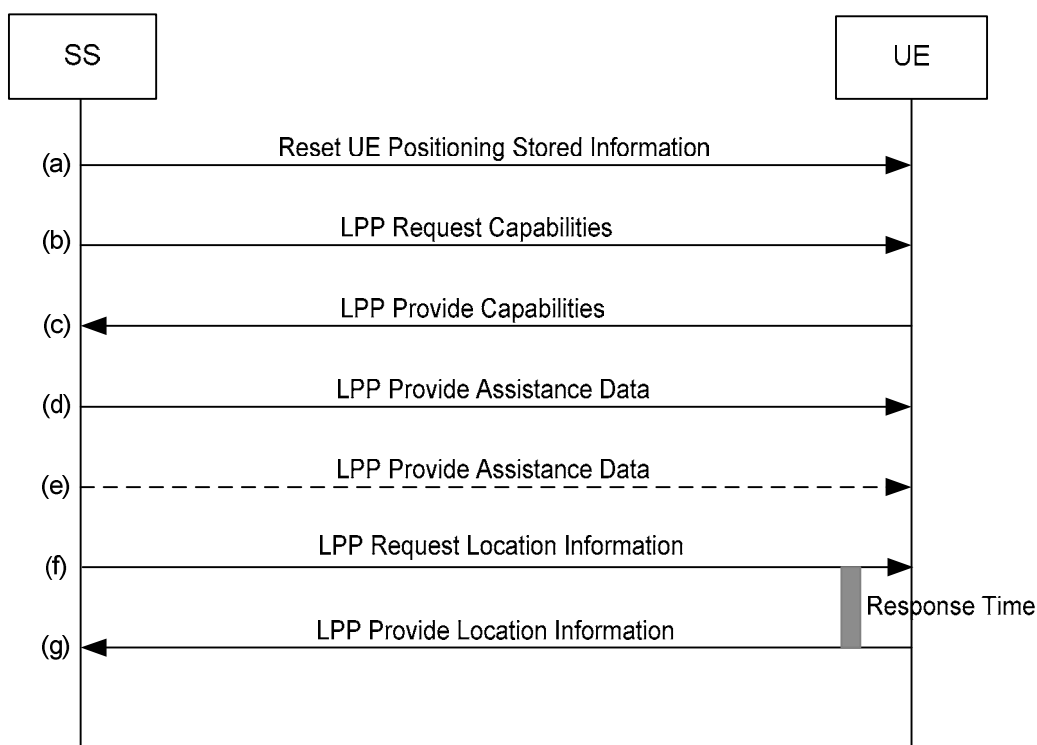 SS
UE
Reset UE Positioning Stored Information
(a)
LPP Request Capabilities
(b)
LPP Provide Capabilities
(c)
LPP Provide Assistance Data
(d)
LPP Provide Assistance Data
(e)
LPP Request Location Information
(f)
Response Time
LPP Provide Location Information
(g)